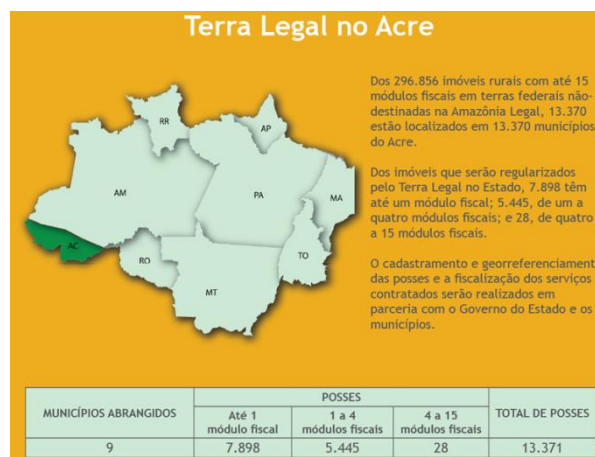 Terra Legal no Acre
Dos 296.856 imóveis rurais com até 15
módulos fiscais em terras federais não-
destinadas na Amazônia Legal, 13.370
estão localizados em 13.370 municípios
do Acre.
Dos imóveis que serão regularizados
pelo Terra Legal no Estado, 7.898 têm
até um módulo fiscal; 5.445, de um a
quatro módulos fiscais; e 28, de quatro
a 15 módulos fiscais.
O cadastramento e georreferenciament
das posses e a fiscalização dos serviços
contratados serão realizados em
parceria com o Governo do Estado e os
municípios.
RR
AP
AM
PA
MA
AC
RO
TO
MT
MUNICÍPIOS ABRANGIDOS
POSSES
TOTAL DE POSSES
Até 1
módulo fiscal
1 a 4
módulos fiscais
4 a 15
módulos fiscais
9 7.898 5.445 28 13.371